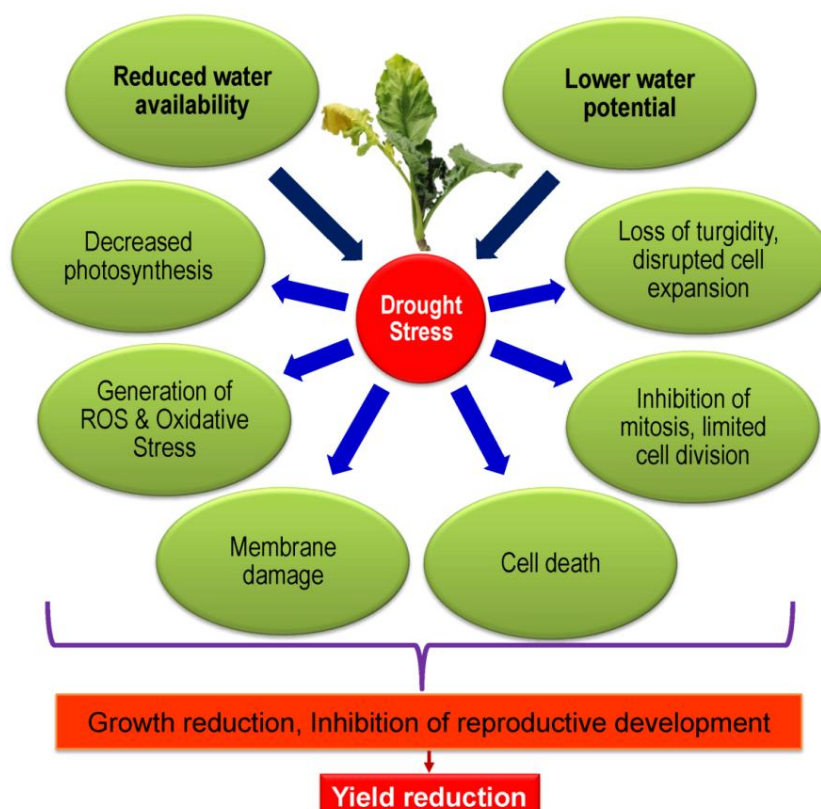 Reduced water
availability
Lower water
potential
Decreased
photosynthesis
Drought
Stress
Loss of turgidity,
disrupted cell
expansion
Generation of
ROS & Oxidative
Stress
Inhibition of
mitosis, limited
cell division
Membrane
damage
Cell death
Growth reduction, Inhibition of reproductive development
Yield reduction